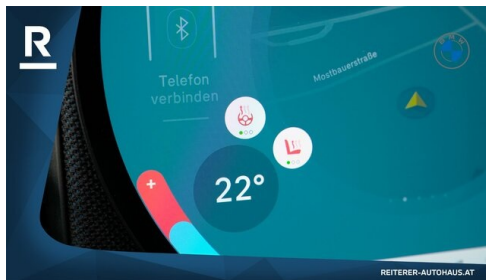 R
Telefon
verbinden
Mostbauerstraße
22°
+
REITERER-AUTOHAUS.AT